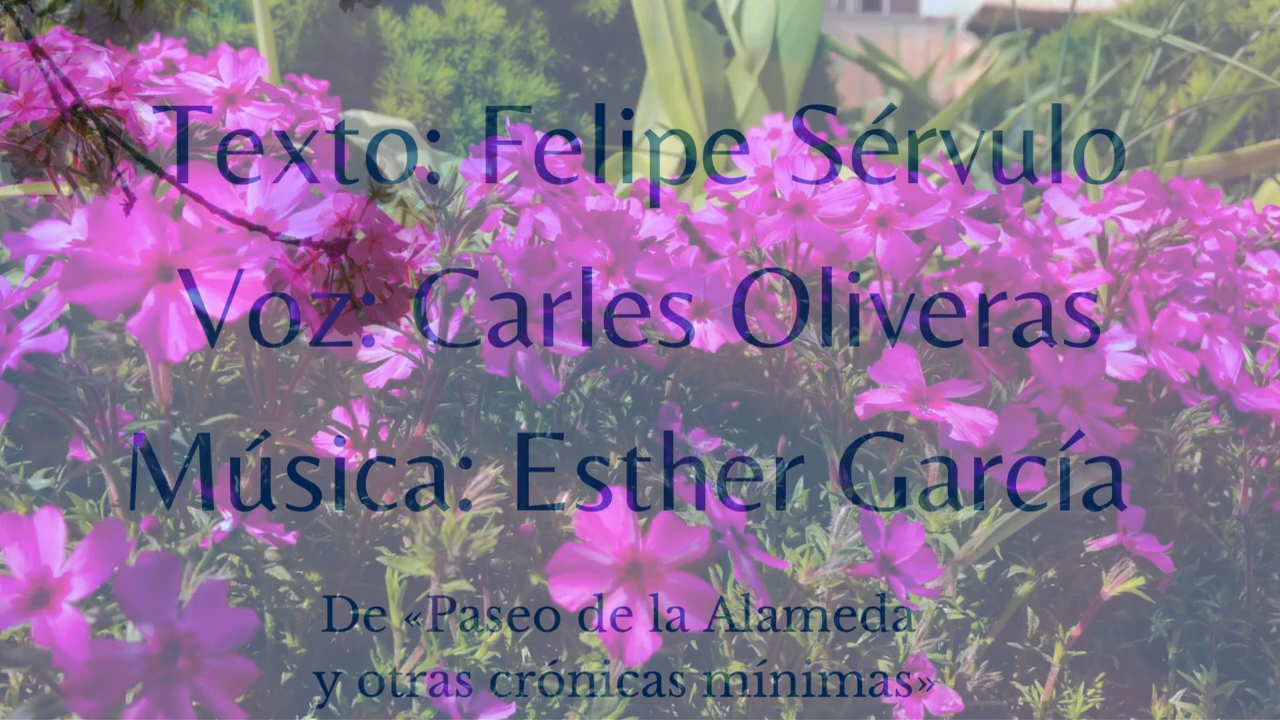 Texto: Felipe Sérvulo
Voz: Carles Oliveras
Música: Esther García
De «Paseo de la Alameda
y otras crónicas mínimas»